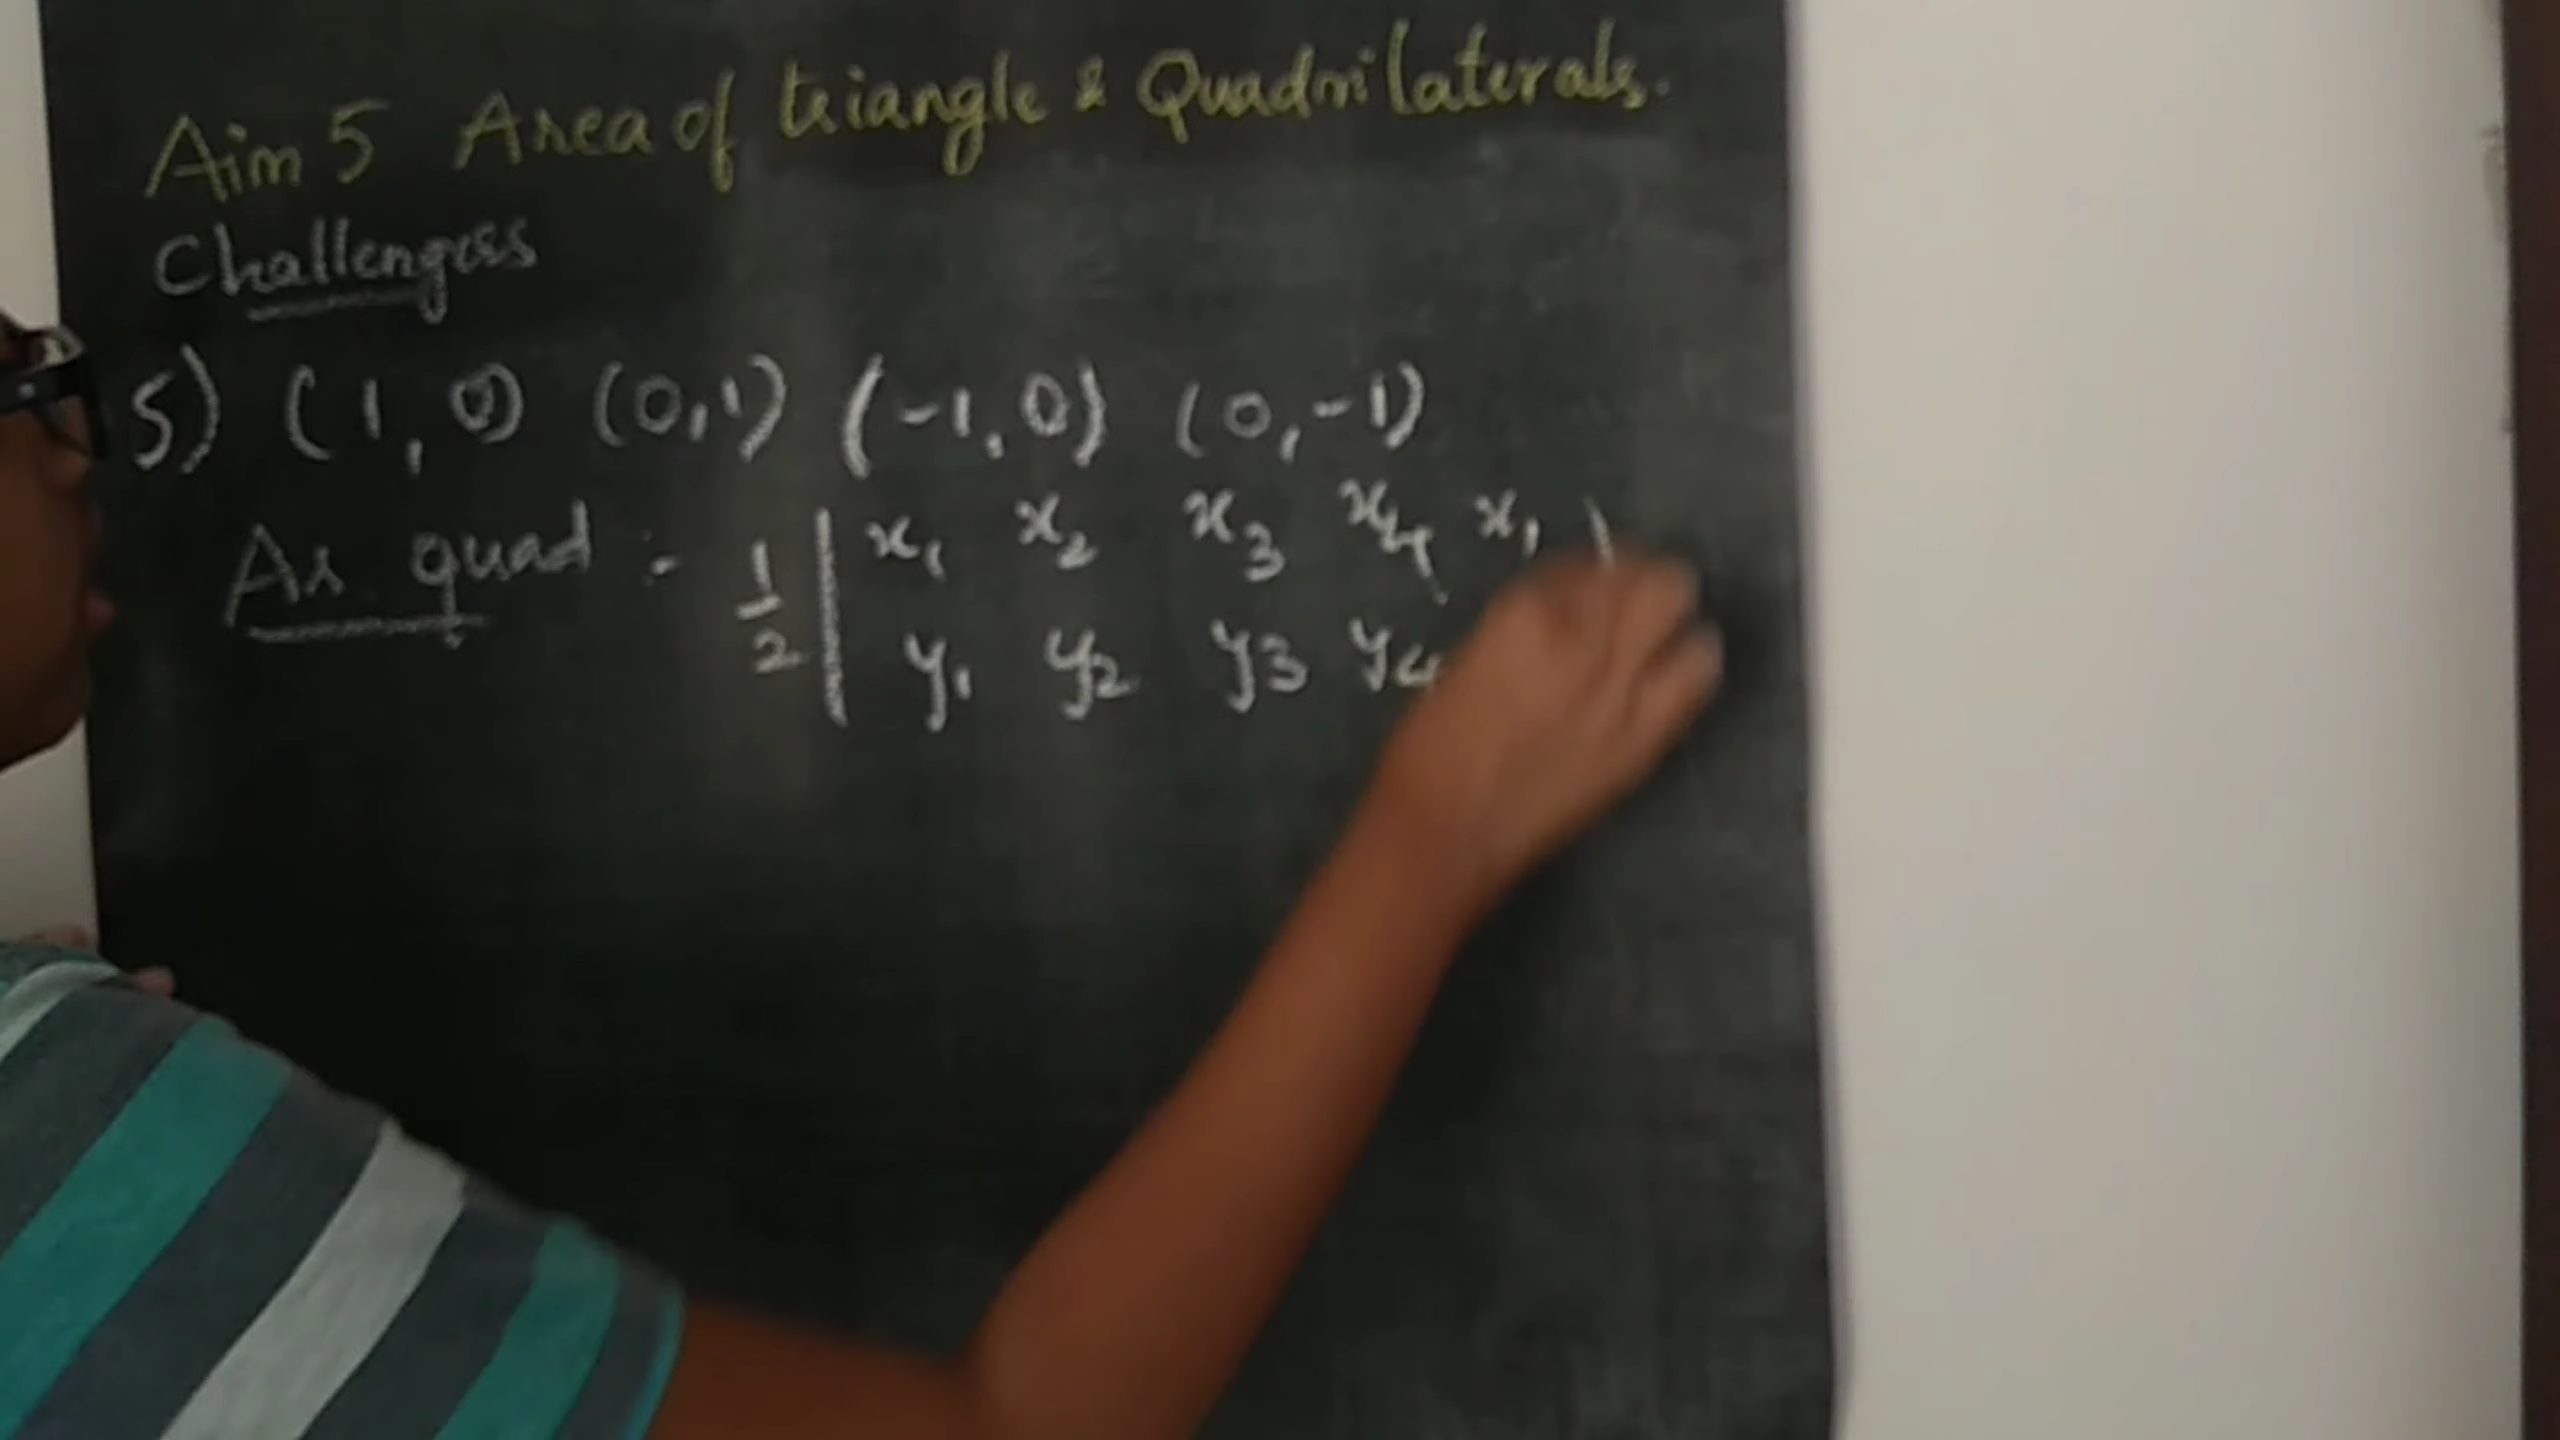 Aim 5 Area of triangle & Quadrilaterals.
Challenges
5) (1, 0) (0,1) (-1, 0) (0, -1)
Ar quad :- 1/2 | x₁ x₂ x₃ x₄ x₁ |
y₁ y₂ y₃ y₄